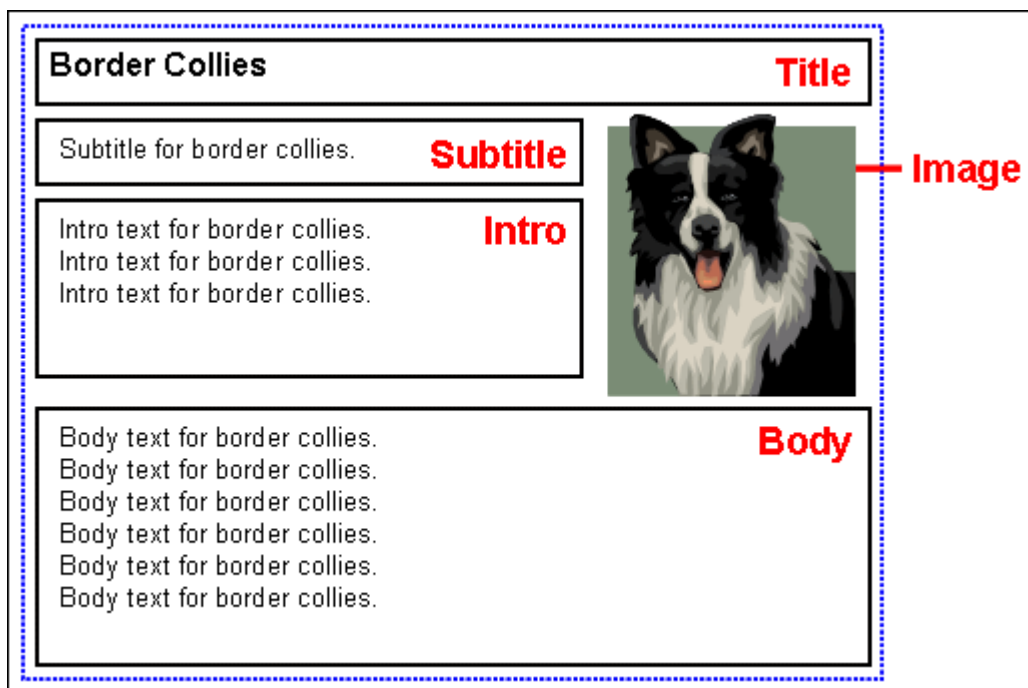 Border Collies
Title
Subtitle for border collies.
Subtitle
Image
Intro text for border collies.
Intro
Intro text for border collies.
Intro text for border collies.
Body text for border collies.
Body
Body text for border collies.
Body text for border collies.
Body text for border collies.
Body text for border collies.
Body text for border collies.